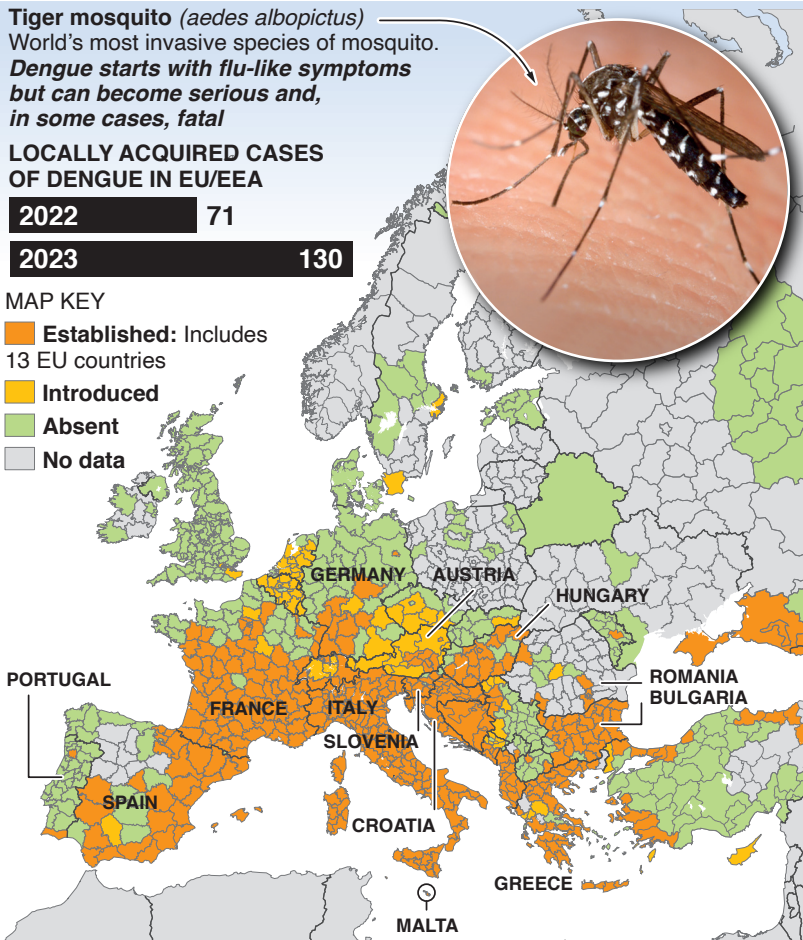 Tiger mosquito (aedes albopictus)
World's most invasive species of mosquito.
Dengue starts with flu-like symptoms
but can become serious and,
in some cases, fatal
LOCALLY ACQUIRED CASES
OF DENGUE IN EU/EEA
2022 71
2023 130
MAP KEY
Established: Includes
13 EU countries
Introduced
Absent
No data
GERMANY
AUSTRIA
HUNGARY
PORTUGAL
FRANCE
ITALY
ROMANIA
BULGARIA
SLOVENIA
SPAIN
CROATIA
GREECE
MALTA